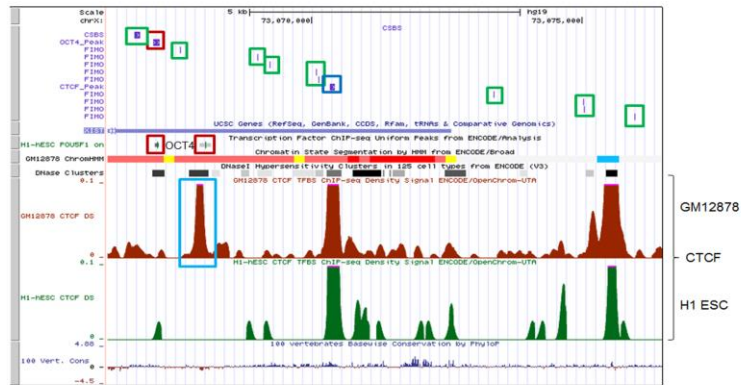 Scale 5 kb hg19
chrX: 73,070,000 73,075,000
CSBS
CSBS
OCT4_Peak
FIMO
FIMO
FIMO
FIMO
FIMO
CTCF_Peak
FIMO
FIMO
FIMO
FIMO
UCSC Genes (RefSeq, GenBank, CCDS, Rfam, tRNAs & Comparative Genomics)
XIST
Transcription Factor ChIP-seq Uniform Peaks from ENCODE/Analysis
H1-hESC POU5F1 on OCT4
Chromatin State Segmentation by HMM from ENCODE/Broad
GM12878 ChromHMM
DNaseI Hypersensitivity Clusters in 125 cell types from ENCODE (V3)
DNase Clusters
0.1 _ GM12878 CTCF TFBS ChIP-seq Density Signal ENCODE/OpenChrom-UTA
GM12878
GM12878 CTCF DS
CTCF
0 _
0.1 _ H1-hESC CTCF TFBS ChIP-seq Density Signal ENCODE/OpenChrom-UTA
H1-hESC CTCF DS
H1 ESC
0 _
4.88 _ 100 vertebrates Basewise Conservation by PhyloP
100 Vert. Cons
0 -
-4.5 _